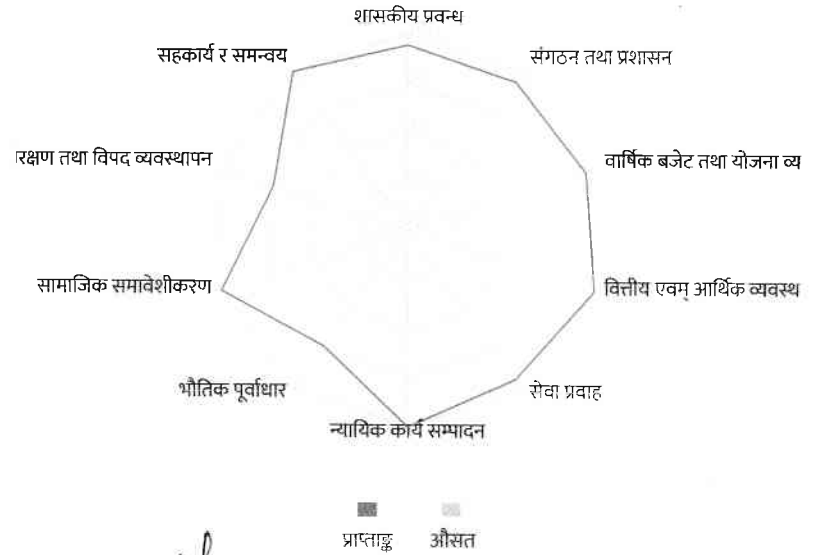 शासकीय प्रवन्ध
सहकार्य र समन्वय
संगठन तथा प्रशासन
रक्षण तथा विपद व्यवस्थापन
वार्षिक बजेट तथा योजना व्य
सामाजिक समावेशीकरण
वित्तीय एवम् आर्थिक व्यवस्थ
भौतिक पूर्वाधार
सेवा प्रवाह
न्यायिक कार्य सम्पादन
प्राप्ताङ्क औसत